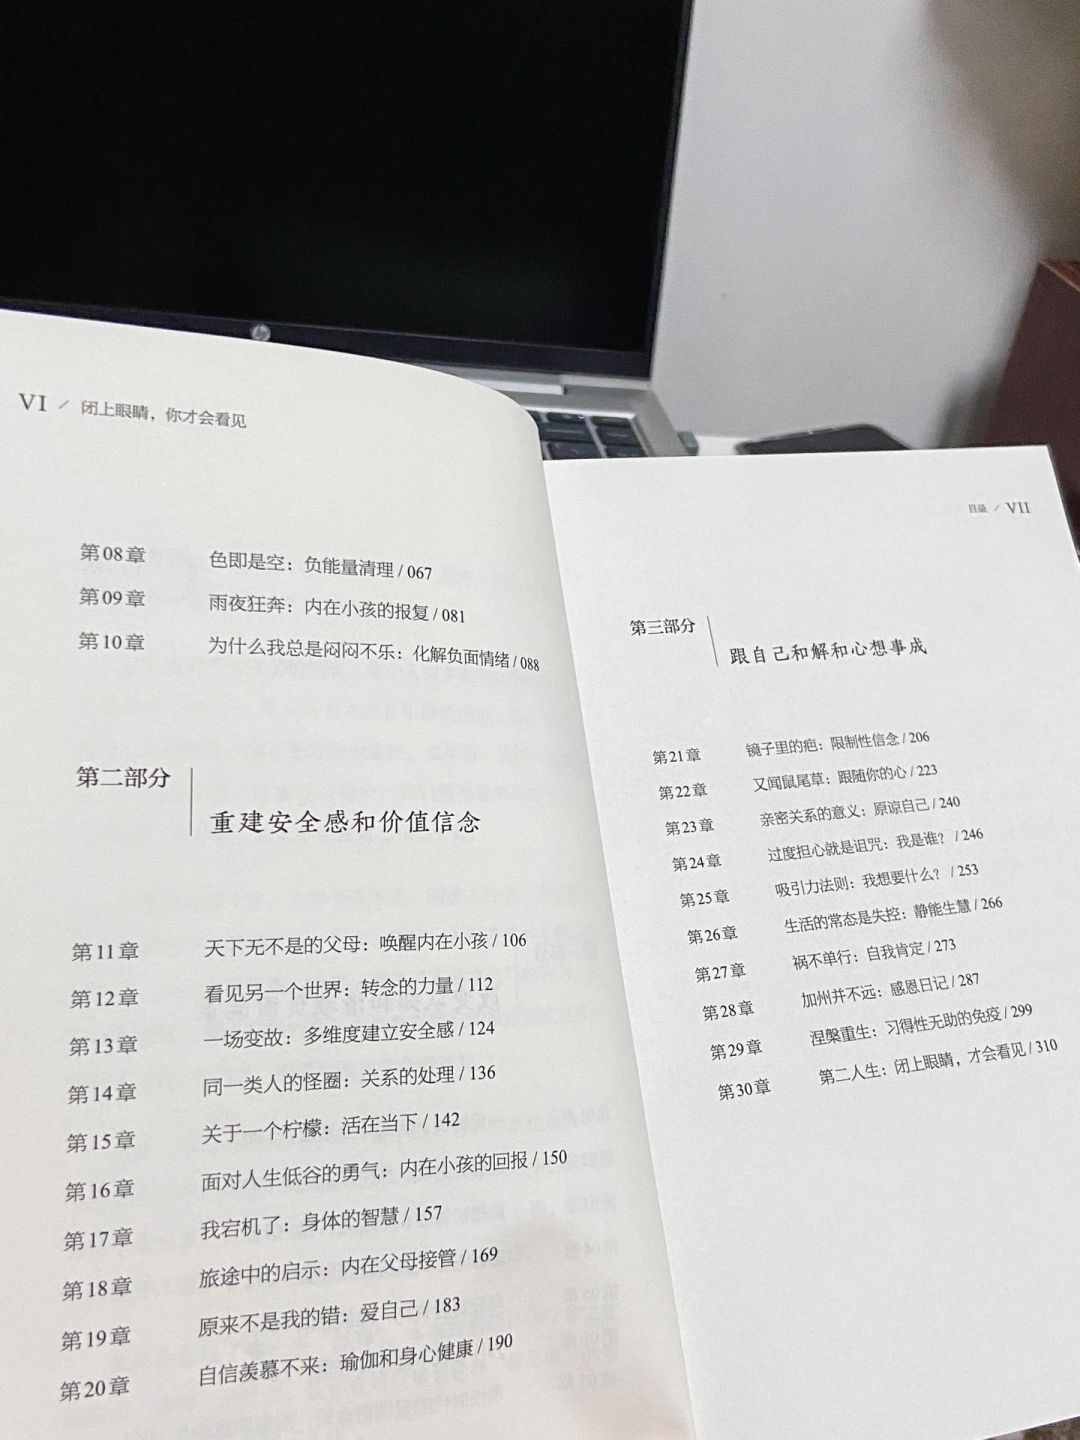 hp
VI / 闭上眼睛，你才会看见
第08章 色即是空：负能量清理 / 067
第09章 雨夜狂奔：内在小孩的报复 / 081
第10章 为什么我总是闷闷不乐：化解负面情绪 / 088
第二部分
重建安全感和价值信念
第11章 天下无不是的父母：唤醒内在小孩 / 106
第12章 看见另一个世界：转念的力量 / 112
第13章 一场变故：多维度建立安全感 / 124
第14章 同一类人的怪圈：关系的处理 / 136
第15章 关于一个柠檬：活在当下 / 142
第16章 面对人生低谷的勇气：内在小孩的回报 / 150
第17章 我宕机了：身体的智慧 / 157
第18章 旅途中的启示：内在父母接管 / 169
第19章 原来不是我的错：爱自己 / 183
第20章 自信羡慕不来：瑜伽和身心健康 / 190
目录 / VII
第三部分
跟自己和解和心想事成
第21章 镜子里的疤：限制性信念 / 206
第22章 又闻鼠尾草：跟随你的心 / 223
第23章 亲密关系的意义：原谅自己 / 240
第24章 过度担心就是诅咒：我是谁？ / 246
第25章 吸引力法则：我想要什么？ / 253
第26章 生活的常态是失控：静能生慧 / 266
第27章 祸不单行：自我肯定 / 273
第28章 加州并不远：感恩日记 / 287
第29章 涅槃重生：习得性无助的免疫 / 299
第30章 第二人生：闭上眼睛，才会看见 / 310